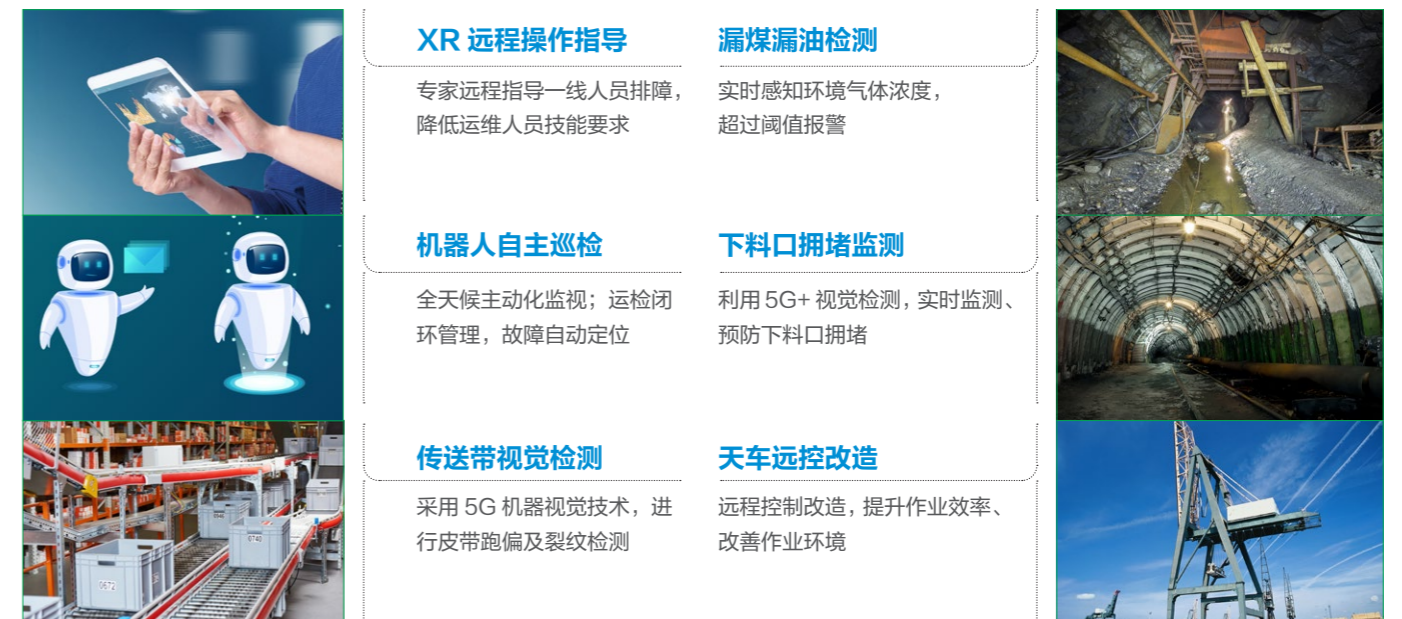 XR 远程操作指导
专家远程指导一线人员排障，
降低运维人员技能要求
漏煤漏油检测
实时感知环境气体浓度，
超过阈值报警
机器人自主巡检
全天候主动化监视；运检闭
环管理，故障自动定位
下料口拥堵监测
利用 5G+ 视觉检测，实时监测、
预防下料口拥堵
传送带视觉检测
采用 5G 机器视觉技术，进
行皮带跑偏及裂纹检测
天车远控改造
远程控制改造，提升作业效率、
改善作业环境
0940
0740
0672